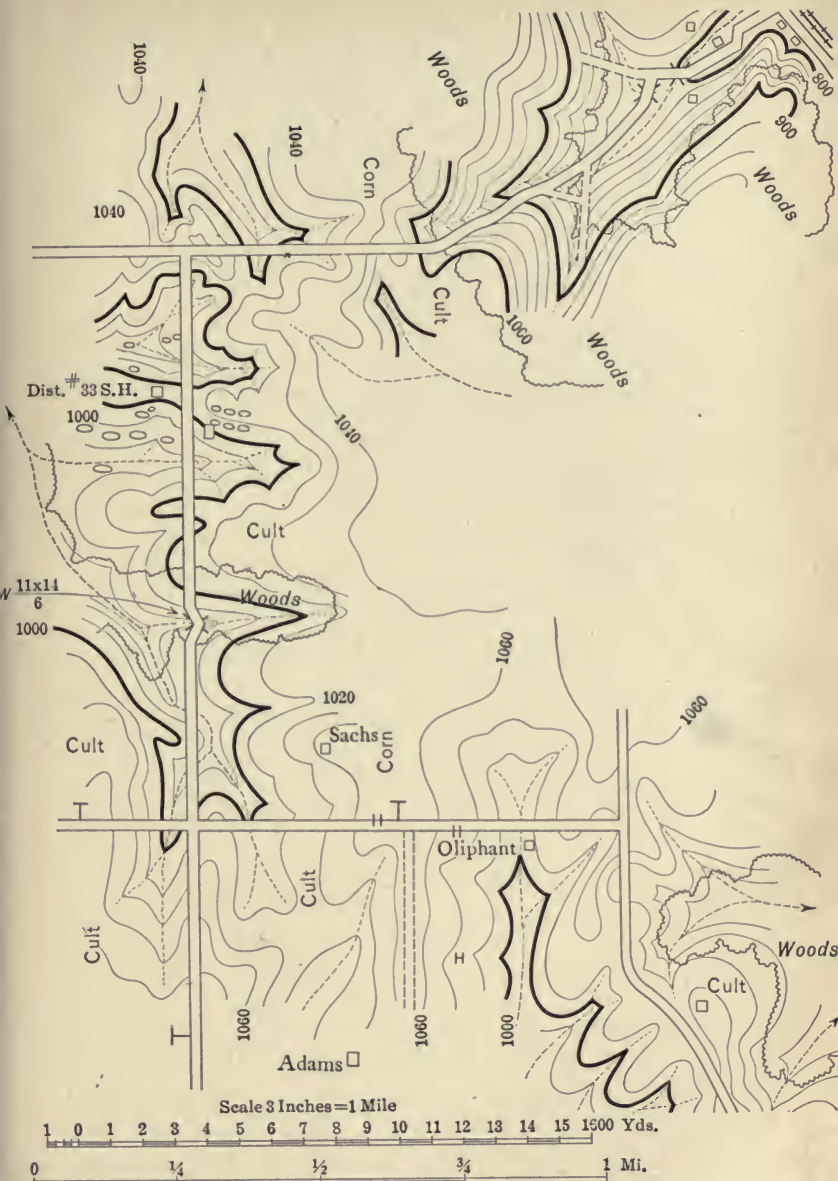 1040
Woods
800
900
1040
Corn
Woods
1040
Cult
1000
Woods
Dist. #33 S.H.
1000
1040
Cult
W 11x14
6
Woods
1000
1060
1020
1060
Cult
Sachs
Corn
T
T
Oliphant
Cult
Cult
H
Woods
Cult
T
1060
1060
1000
Adams
Scale 3 Inches=1 Mile
1 0 1 2 3 4 5 6 7 8 9 10 11 12 13 14 15 1600 Yds.
0 ¼ ½ ¾ 1 Mi.